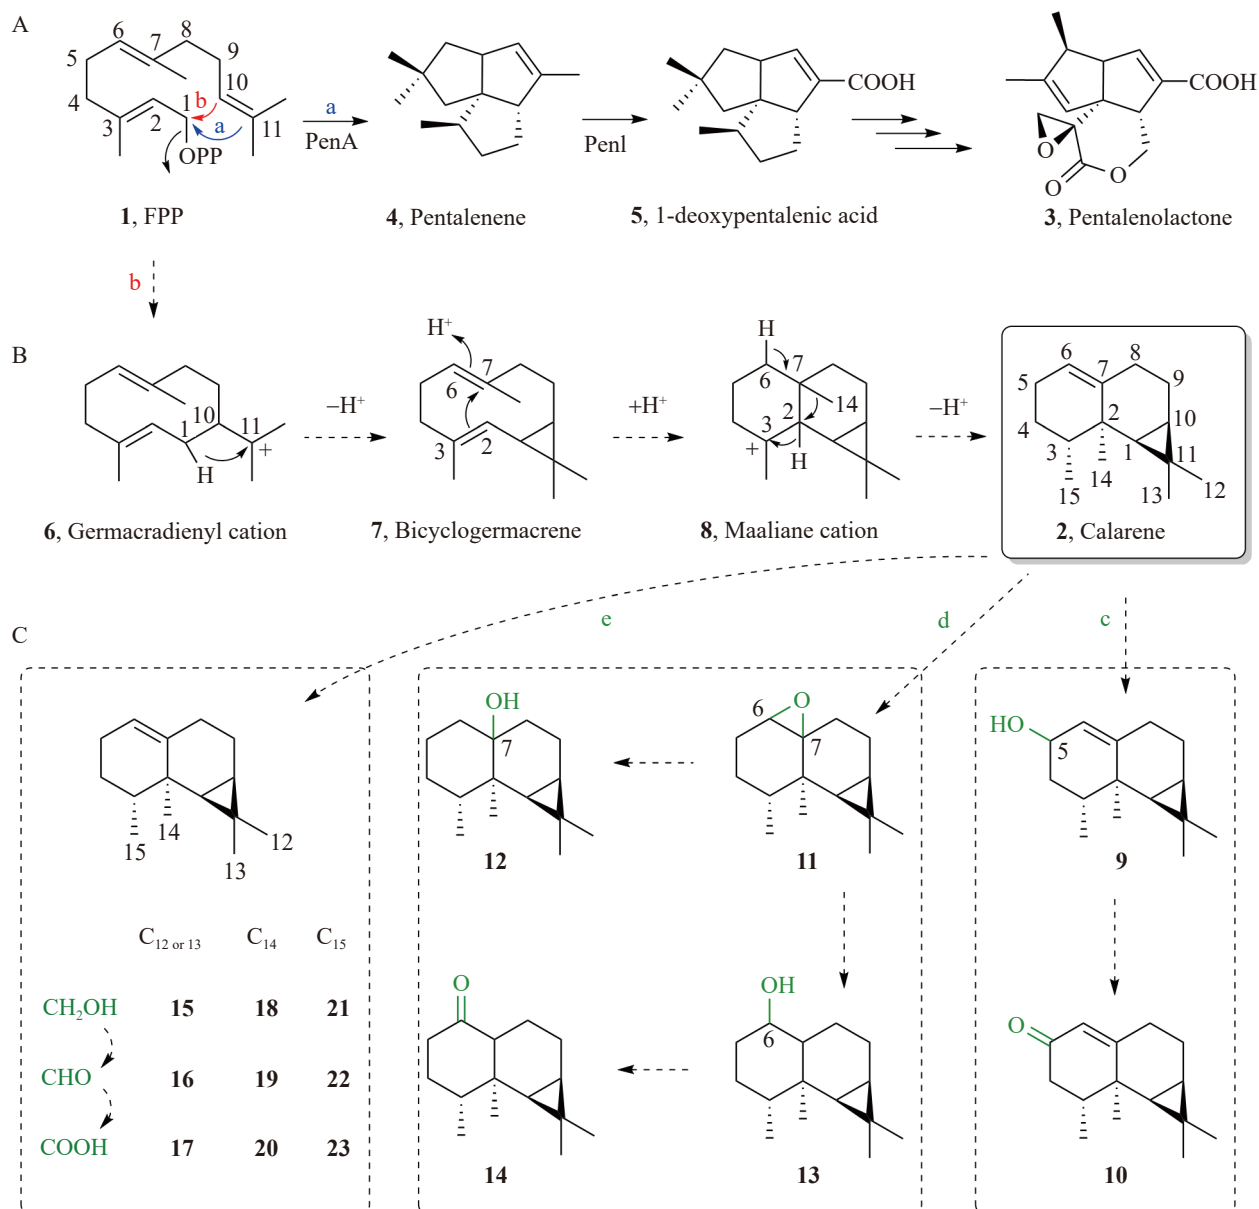 A
6
7
8
5
9
10
4
1
b
3
2
a
11
OPP
a
PenA
PenI
COOH
COOH
O
O
O
1, FPP
4, Pentalenene
5, 1-deoxypentalenic acid
3, Pentalenolactone
b
B
10
1
11
+
H
−H⁺
H⁺
7
6
3
2
+H⁺
H
7
6
14
2
3
+
H
−H⁺
6
8
5
7
9
2
10
4
3
1
11
14
15
13
12
6, Germacradienyl cation
7, Bicyclogermacrene
8, Maaliane cation
2, Calarene
e
d
c
C
14
15
12
13
OH
7
12
6
O
7
11
HO
5
9
C₁₂ or ₁₃
C₁₄
C₁₅
CH₂OH
15
18
21
CHO
16
19
22
COOH
17
20
23
O
14
OH
6
13
O
10